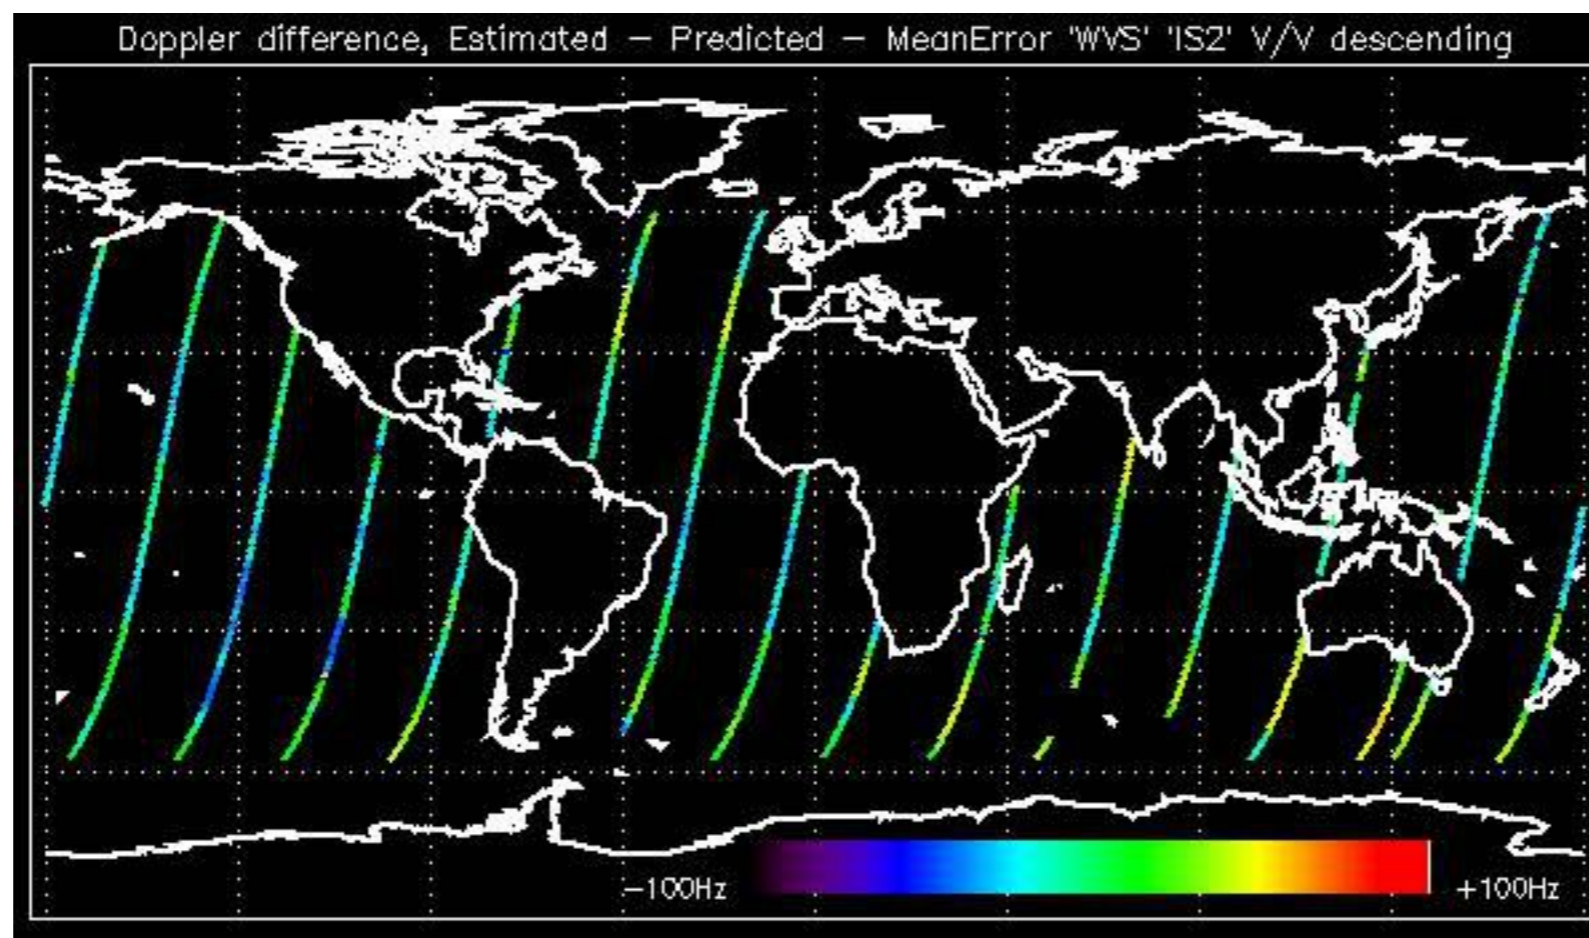 Doppler difference, Estimated – Predicted – MeanError 'WVS' 'IS2' V/V descending
–100Hz
+100Hz